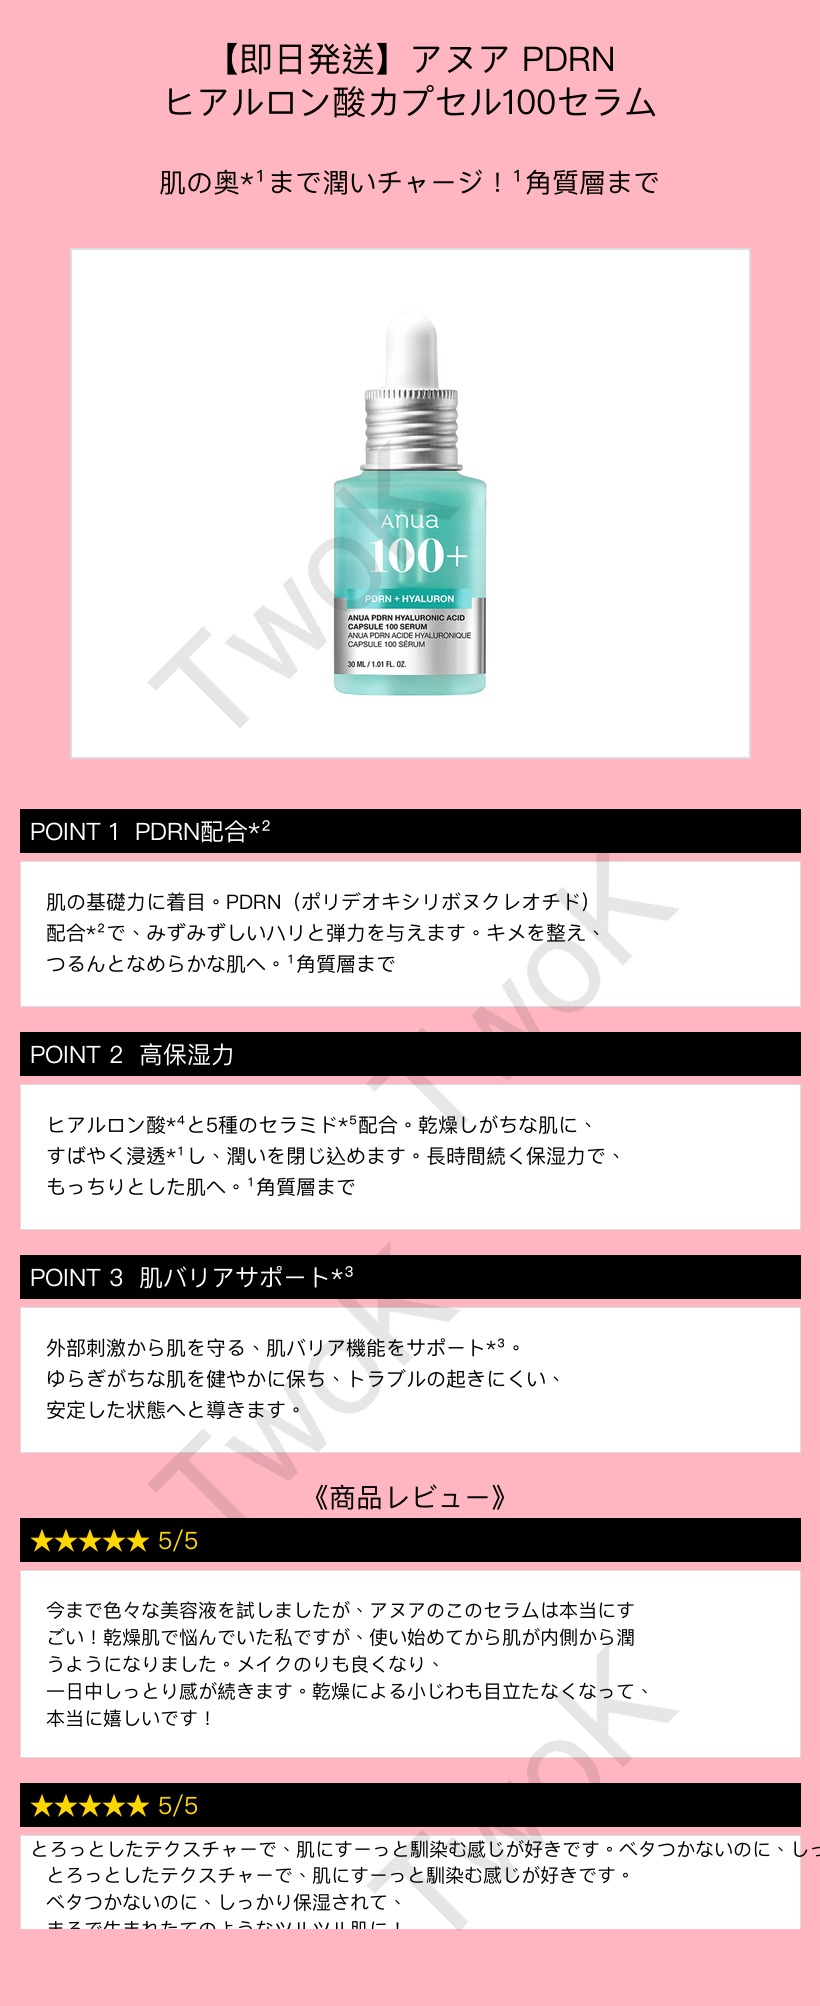 【即日発送】アヌア PDRN
ヒアルロン酸カプセル100セラム
肌の奥*¹まで潤いチャージ！¹角質層まで
Anua
100+
PDRN + HYALURON
ANUA PDRN HYALURONIC ACID
CAPSULE 100 SERUM
ANUA PDRN ACIDE HYALURONIQUE
CAPSULE 100 SÉRUM
30 ML / 1.01 FL. OZ.
TwoK
POINT 1 PDRN配合*²
肌の基礎力に着目。PDRN（ポリデオキシリボヌクレオチド）
配合*²で、みずみずしいハリと弾力を与えます。キメを整え、
つるんとなめらかな肌へ。¹角質層まで
TwoK
POINT 2 高保湿力
ヒアルロン酸*⁴と5種のセラミド*⁵配合。乾燥しがちな肌に、
すばやく浸透*¹し、潤いを閉じ込めます。長時間続く保湿力で、
もっちりとした肌へ。¹角質層まで
POINT 3 肌バリアサポート*³
外部刺激から肌を守る、肌バリア機能をサポート*³。
ゆらぎがちな肌を健やかに保ち、トラブルの起きにくい、
安定した状態へと導きます。
TwoK
《商品レビュー》
★★★★★ 5/5
今まで色々な美容液を試しましたが、アヌアのこのセラムは本当にす
ごい！乾燥肌で悩んでいた私ですが、使い始めてから肌が内側から潤
うようになりました。メイクのりも良くなり、
一日中しっとり感が続きます。乾燥による小じわも目立たなくなって、
本当に嬉しいです！
TwoK
★★★★★ 5/5
とろっとしたテクスチャーで、肌にすーっと馴染む感じが好きです。ベタつかないのに、しっ
とろっとしたテクスチャーで、肌にすーっと馴染む感じが好きです。
ベタつかないのに、しっかり保湿されて、
まるで生まれたてのようなツルツル肌に！